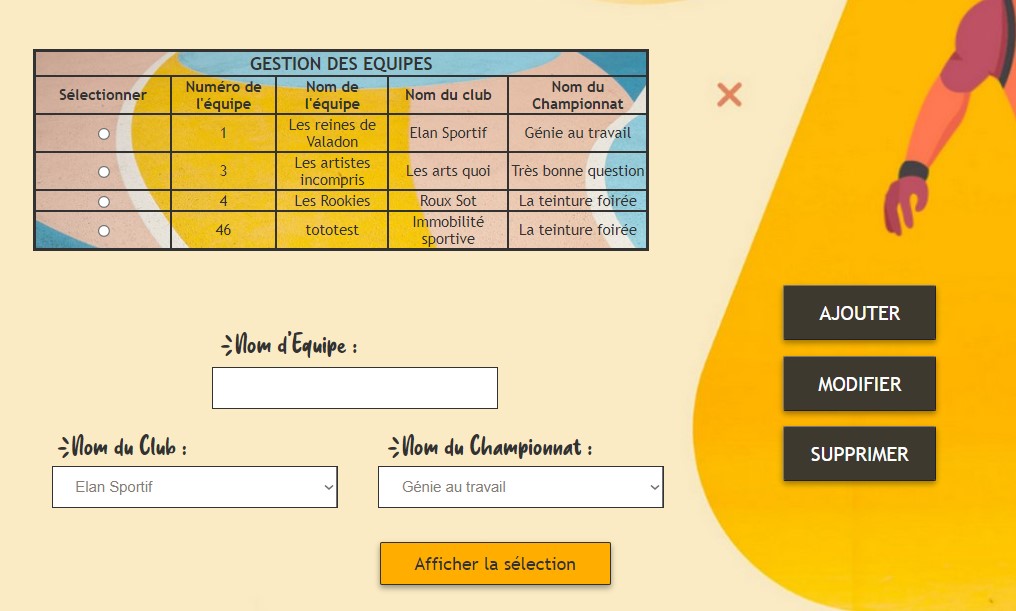 GESTION DES EQUIPES
Sélectionner
Numéro de
l'équipe
Nom de
l'équipe
Nom du club
Nom du
Championnat
1
Les reines de
Valadon
Elan Sportif
Génie au travail
3
Les artistes
incompris
Les arts quoi
Très bonne question
4
Les Rookies
Roux Sot
La teinture foirée
46
tototest
Immobilité
sportive
La teinture foirée
Nom d'Equipe :
Nom du Club :
Elan Sportif
Nom du Championnat :
Génie au travail
Afficher la sélection
AJOUTER
MODIFIER
SUPPRIMER